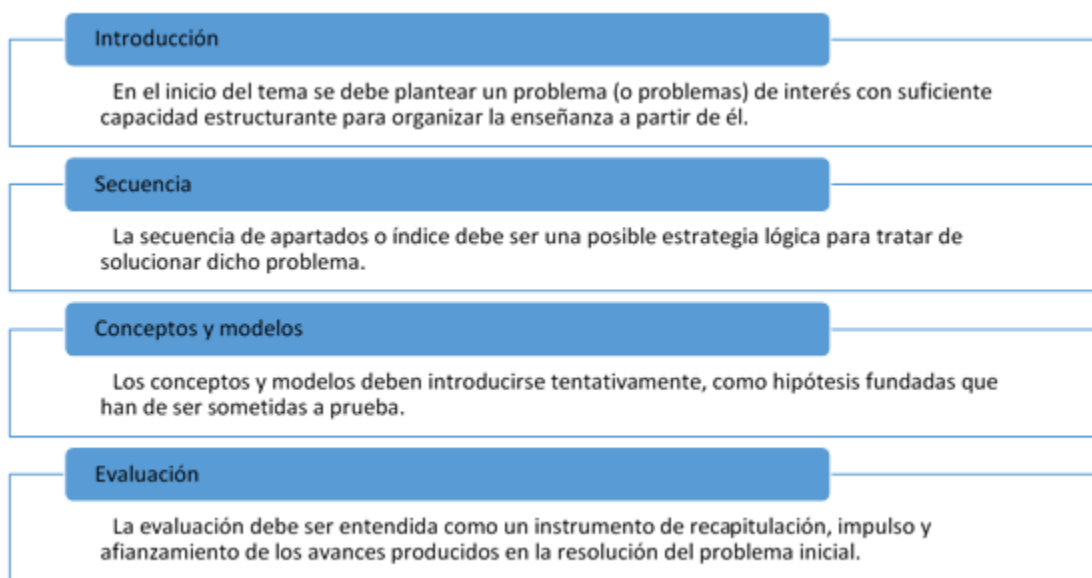 Introducción
En el inicio del tema se debe plantear un problema (o problemas) de interés con suficiente
capacidad estructurante para organizar la enseñanza a partir de él.
Secuencia
La secuencia de apartados o índice debe ser una posible estrategia lógica para tratar de
solucionar dicho problema.
Conceptos y modelos
Los conceptos y modelos deben introducirse tentativamente, como hipótesis fundadas que
han de ser sometidas a prueba.
Evaluación
La evaluación debe ser entendida como un instrumento de recapitulación, impulso y
afianzamiento de los avances producidos en la resolución del problema inicial.